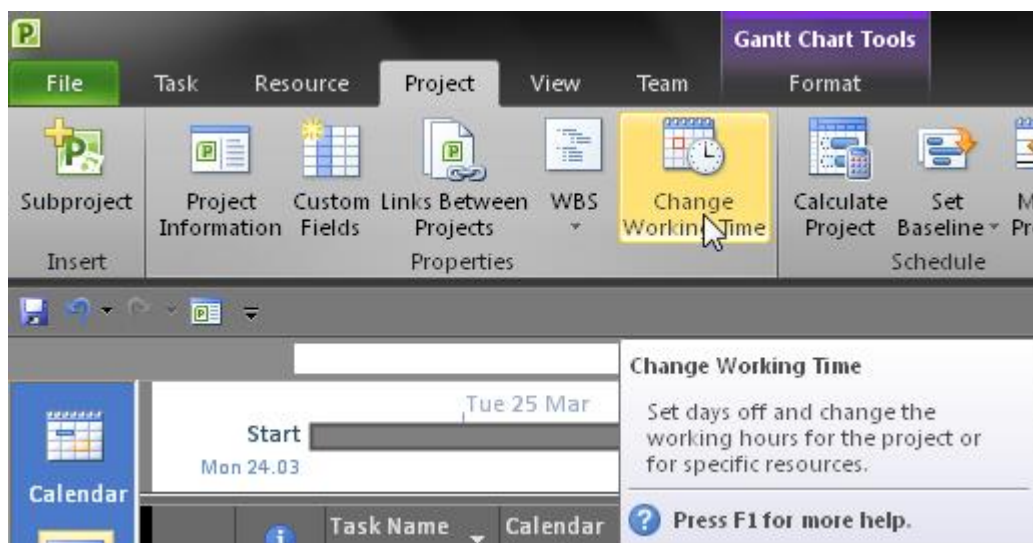 Gantt Chart Tools
File Task Resource Project View Team Format
Subproject
Project Information
Custom Fields
Links Between Projects
WBS
Change Working Time
Calculate Project
Set Baseline
Insert
Properties
Schedule
Change Working Time
Set days off and change the
working hours for the project or
for specific resources.
Press F1 for more help.
Tue 25 Mar
Start
Mon 24.03
Calendar
Task Name
Calendar